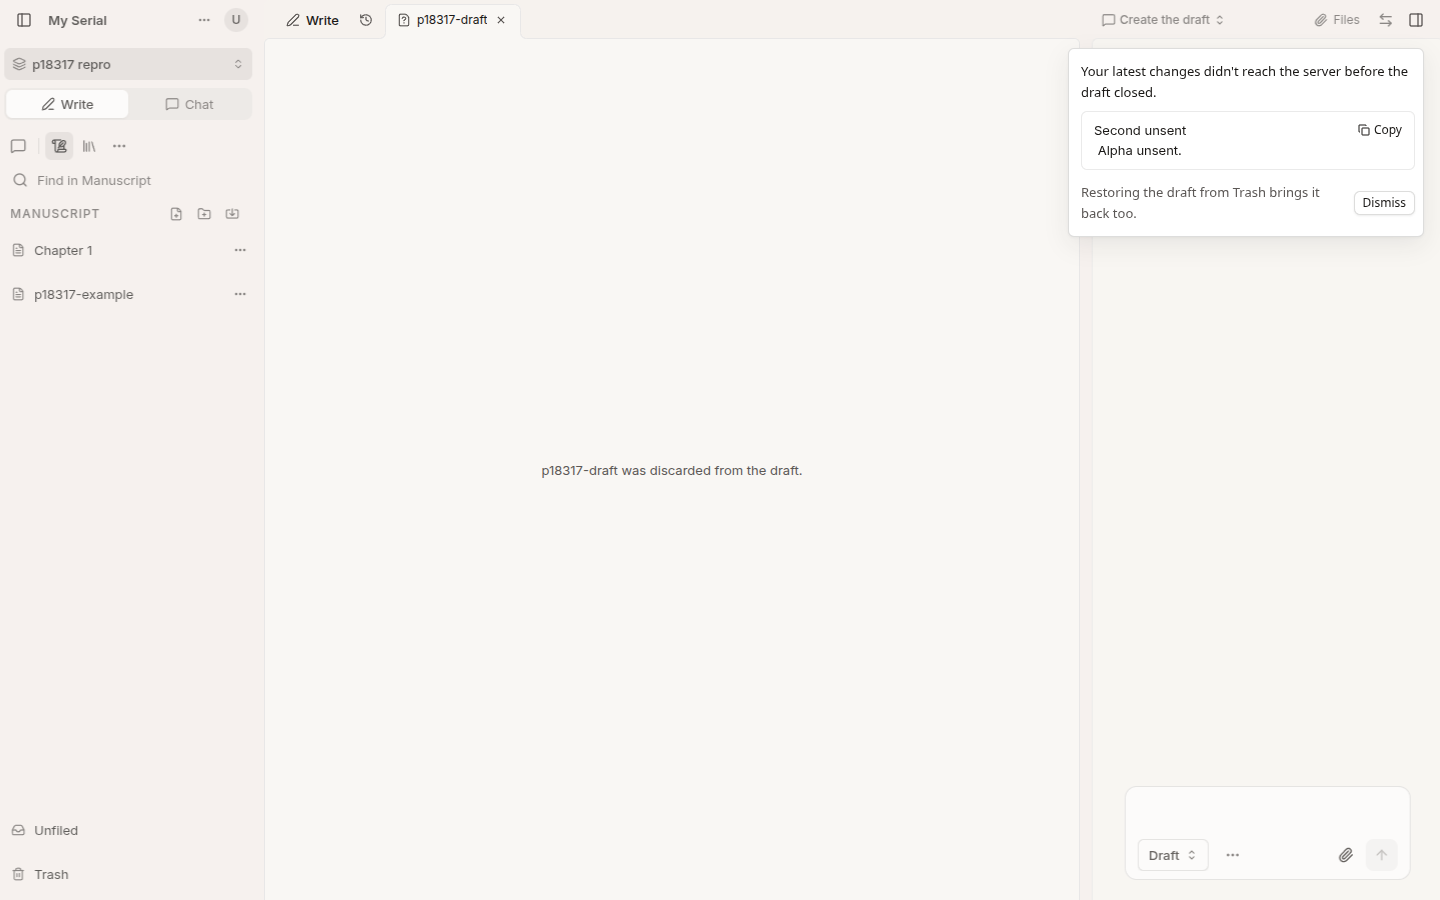 My Serial
U
p18317 repro
Write
Chat
Find in Manuscript
MANUSCRIPT
Chapter 1
p18317-example
Unfiled
Trash
Write
p18317-draft
p18317-draft was discarded from the draft.
Create the draft
Files
Your latest changes didn't reach the server before the
draft closed.
Second unsent
Copy
Alpha unsent.
Restoring the draft from Trash brings it
back too.
Dismiss
Draft